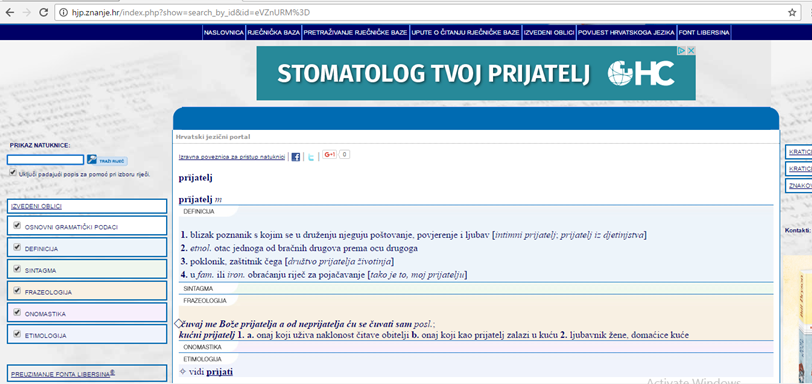 hjp.znanje.hr/index.php?show=search_by_id&id=eVZnURM%3D
NASLOVNICA RJEČNIČKA BAZA PRETRAŽIVANJE RJEČNIČKE BAZE UPUTE O ČITANJU RJEČNIČKE BAZE IZVEDENI OBLICI POVIJEST HRVATSKOGA JEZIKA FONT LIBERSINA
STOMATOLOG TVOJ PRIJATELJ HC
Hrvatski jezični portal
PRIKAZ NATUKNICE:
TRAŽI RIJEČ
Uključi padajući popis za pomoć pri izboru riječi.
IZVEDENI OBLICI
OSNOVNI GRAMATIČKI PODACI
DEFINICIJA
SINTAGMA
FRAZEOLOGIJA
ONOMASTIKA
ETIMOLOGIJA
PREUZIMANJE FONTA LIBERSINA®
Izravna poveznica za pristup natuknici | | | G+1 0
prijatelj
prijatelj m
DEFINICIJA
1. blizak poznanik s kojim se u druženju njeguju poštovanje, povjerenje i ljubav [intimni prijatelj; prijatelj iz djetinjstva]
2. etnol. otac jednoga od bračnih drugova prema ocu drugoga
3. poklonik, zaštitnik čega [društvo prijatelja životinja]
4. u fam. ili iron. obraćanju riječ za pojačavanje [tako je to, moj prijatelju]
SINTAGMA
FRAZEOLOGIJA
čuvaj me Bože prijatelja a od neprijatelja ću se čuvati sam posl.;
kućni prijatelj 1. a. onaj koji uživa naklonost čitave obitelji b. onaj koji kao prijatelj zalazi u kuću 2. ljubavnik žene, domaćice kuće
ONOMASTIKA
ETIMOLOGIJA
✧ vidi prijati
KRATIC
KRATIC
ZNAKO
Kontakti:
Activate Windows